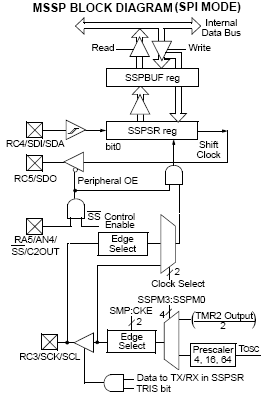 MSSP BLOCK DIAGRAM (SPI MODE)
Internal
Data Bus
Read
Write
SSPBUF reg
RC4/SDI/SDA
SSPSR reg
bit0
Shift
Clock
RC5/SDO
Peripheral OE
SS Control
Enable
RA5/AN4/
SS/C2OUT
Edge
Select
2
Clock Select
SSPM3:SSPM0
SMP:CKE
4
2
(TMR2 Output)
2
Edge
Select
RC3/SCK/SCL
Prescaler
4, 16, 64
TOSC
Data to TX/RX in SSPSR
TRIS bit